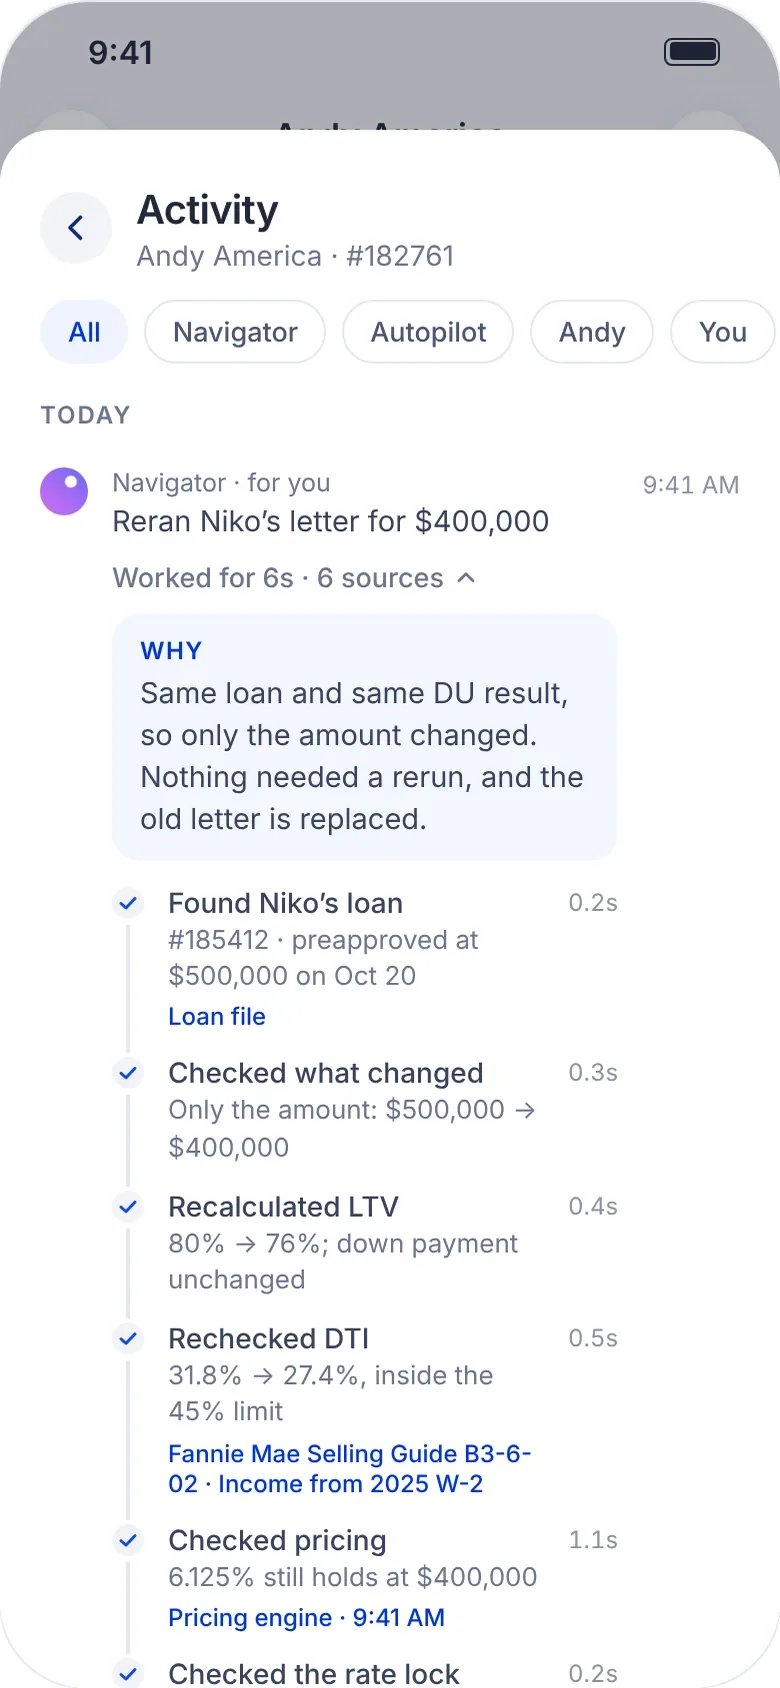 9:41
Andy America
Activity
Andy America · #182761
All
Navigator
Autopilot
Andy
You
TODAY
Navigator · for you
9:41 AM
Reran Niko’s letter for $400,000
Worked for 6s · 6 sources
WHY
Same loan and same DU result,
so only the amount changed.
Nothing needed a rerun, and the
old letter is replaced.
Found Niko’s loan
0.2s
#185412 · preapproved at
$500,000 on Oct 20
Loan file
Checked what changed
0.3s
Only the amount: $500,000 →
$400,000
Recalculated LTV
0.4s
80% → 76%; down payment
unchanged
Rechecked DTI
0.5s
31.8% → 27.4%, inside the
45% limit
Fannie Mae Selling Guide B3-6-
02 · Income from 2025 W-2
Checked pricing
1.1s
6.125% still holds at $400,000
Pricing engine · 9:41 AM
Checked the rate lock
0.2s